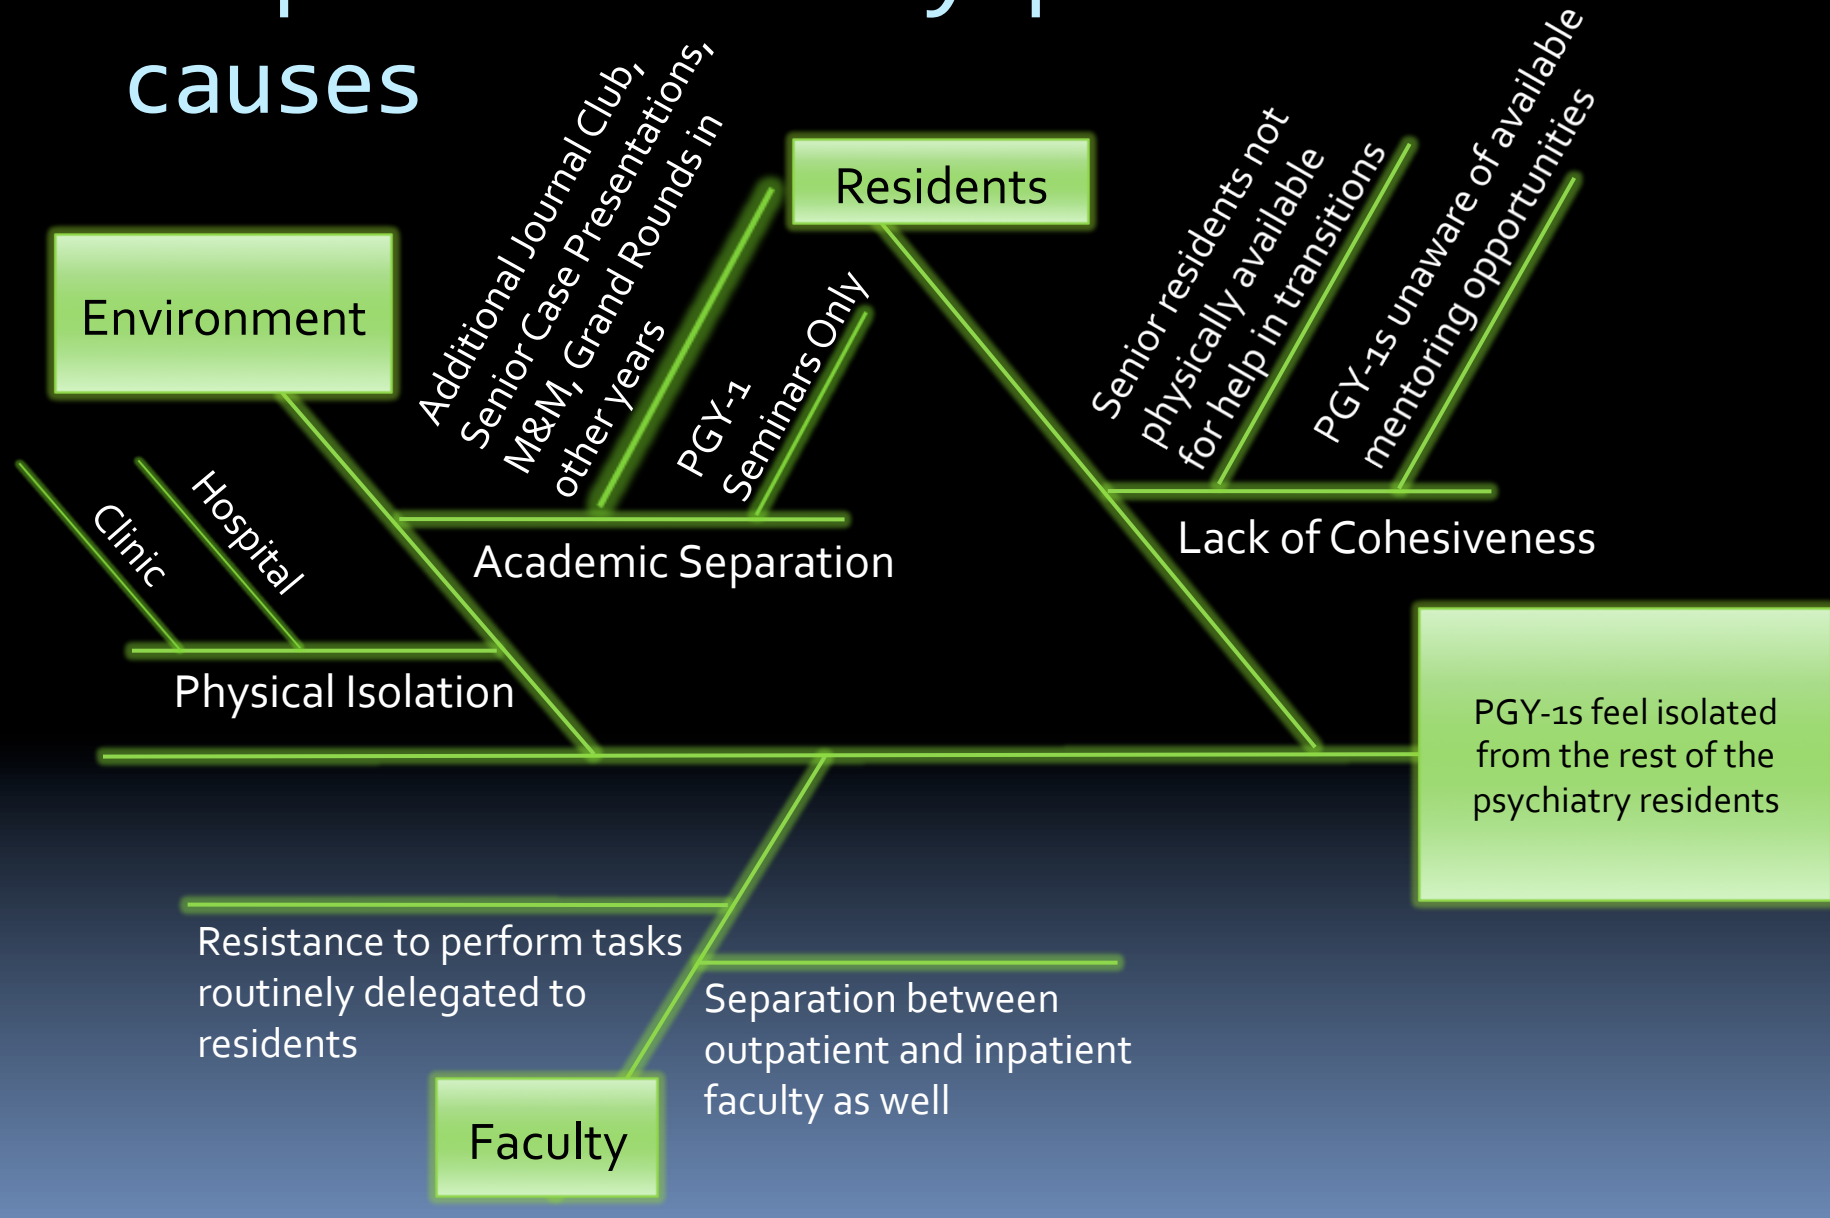 causes
Additional Journal Club,
Senior Case Presentations,
M&M, Grand Rounds in
other years
PGY-1
Seminars Only
Residents
Senior residents not
physically available
for help in transitions
PGY-1s unaware of available
mentoring opportunities
Environment
Clinic
Hospital
Academic Separation
Lack of Cohesiveness
Physical Isolation
PGY-1s feel isolated
from the rest of the
psychiatry residents
Resistance to perform tasks
routinely delegated to
residents
Separation between
outpatient and inpatient
faculty as well
Faculty